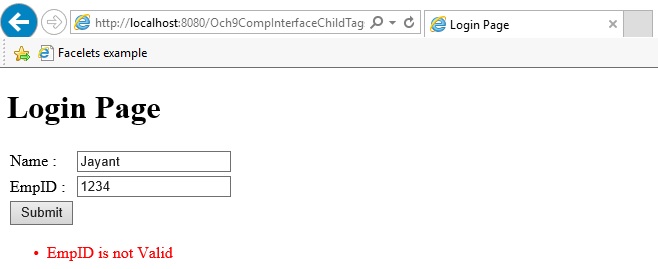 http://localhost:8080/Och9CompInterfaceChildTag
Login Page
Facelets example
Login Page
Name : Jayant
EmpID : 1234
Submit
• EmpID is not Valid